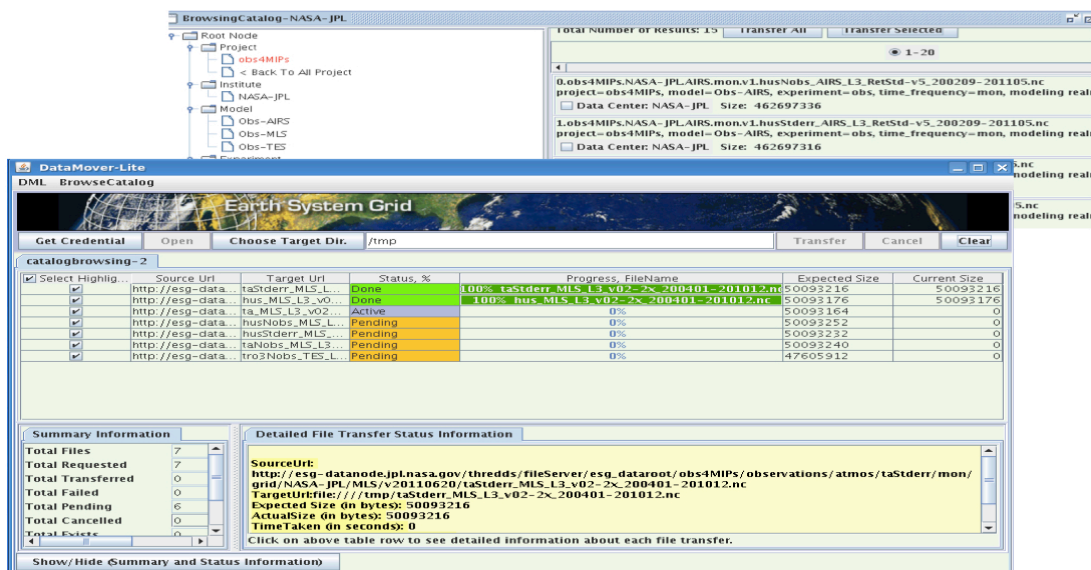 BrowsingCatalog-NASA-JPL
Root Node
Project
obs4MIPs
< Back To All Project
Institute
NASA-JPL
Model
Obs-AIRS
Obs-MLS
Obs-TES
Experiment
Total Number of Results: 15 Transfer All Transfer Selected
1-20
0.obs4MIPs.NASA-JPL.AIRS.mon.v1.husNobs_AIRS_L3_RetStd-v5_200209-201105.nc
project=obs4MIPs, model=Obs-AIRS, experiment=obs, time_frequency=mon, modeling real
Data Center: NASA-JPL Size: 462697336
1.obs4MIPs.NASA-JPL.AIRS.mon.v1.husStderr_AIRS_L3_RetStd-v5_200209-201105.nc
project=obs4MIPs, model=Obs-AIRS, experiment=obs, time_frequency=mon, modeling real
Data Center: NASA-JPL Size: 462697316
5.nc
nodeling real
5.nc
nodeling real
DataMover-Lite
DML BrowseCatalog
Earth System Grid
Get Credential Open Choose Target Dir. /tmp Transfer Cancel Clear
catalogbrowsing-2
Select Highlig... Source Url Target Url Status, % Progress, FileName Expected Size Current Size
http://esg-data... taStderr_MLS_L... Done 100% taStderr_MLS_L3_v02-2x_200401-201012.nc 50093216 50093216
http://esg-data... hus_MLS_L3_v0... Done 100% hus_MLS_L3_v02-2x_200401-201012.nc 50093176 50093176
http://esg-data... ta_MLS_L3_v02... Active 0% 50093164 0
http://esg-data... husNobs_MLS_L... Pending 0% 50093252 0
http://esg-data... husStderr_MLS_... Pending 0% 50093232 0
http://esg-data... taNobs_MLS_L3... Pending 0% 50093240 0
http://esg-data... tro3Nobs_TES_L... Pending 0% 47605912 0
Summary Information
Total Files 7
Total Requested 7
Total Transferred 0
Total Failed 0
Total Pending 6
Total Cancelled 0
Total Exists 0
Detailed File Transfer Status Information
SourceUrl:
http://esg-datanode.jpl.nasa.gov/thredds/fileServer/esg_dataroot/obs4MIPs/observations/atmos/taStderr/mon/
grid/NASA-JPL/MLS/v20110620/taStderr_MLS_L3_v02-2x_200401-201012.nc
TargetUrl:file:////tmp/taStderr_MLS_L3_v02-2x_200401-201012.nc
Expected Size (in bytes): 50093216
ActualSize (in bytes): 50093216
TimeTaken (in seconds): 0
Click on above table row to see detailed information about each file transfer.
Show/Hide (Summary and Status Information)